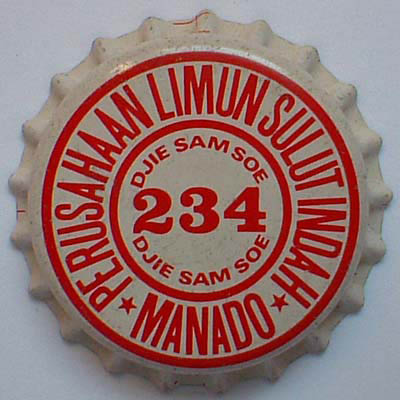 PERUSAHAAN LIMUN SULUT INDAH
DJIE SAM SOE
234
DJIE SAM SOE
★ MANADO ★